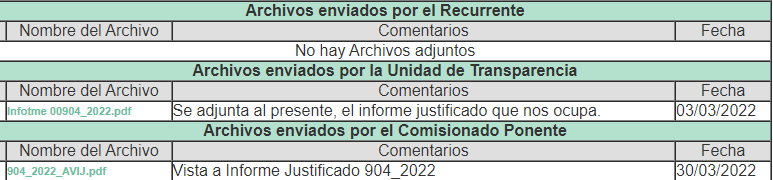 Archivos enviados por el Recurrente
Nombre del Archivo Comentarios Fecha
No hay Archivos adjuntos
Archivos enviados por la Unidad de Transparencia
Nombre del Archivo Comentarios Fecha
Infotme 00904_2022.pdf Se adjunta al presente, el informe justificado que nos ocupa. 03/03/2022
Archivos enviados por el Comisionado Ponente
Nombre del Archivo Comentarios Fecha
904_2022_AVIJ.pdf Vista a Informe Justificado 904_2022 30/03/2022